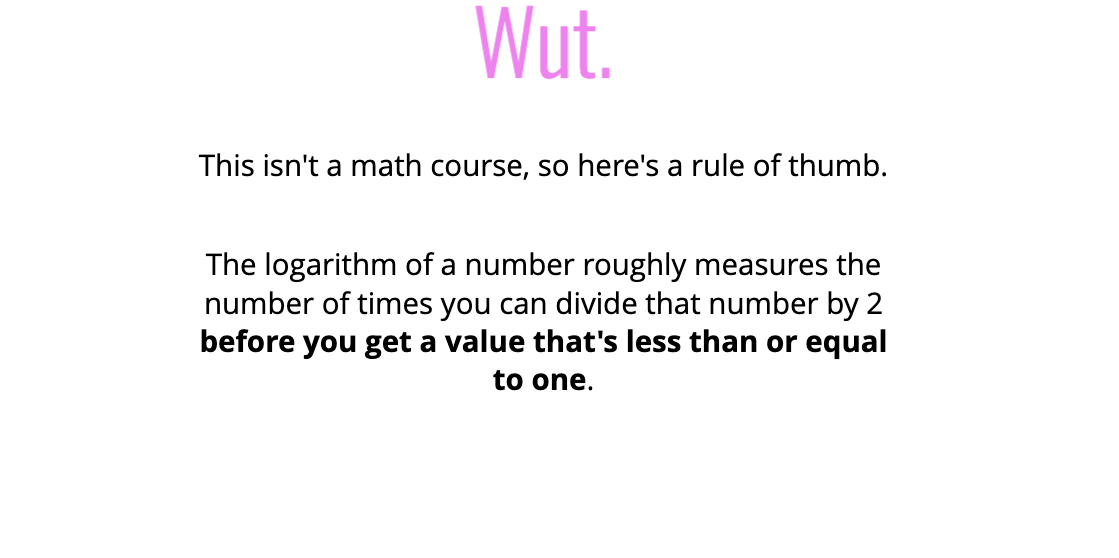 Wut.
This isn't a math course, so here's a rule of thumb.
The logarithm of a number roughly measures the
number of times you can divide that number by 2
before you get a value that's less than or equal
to one.